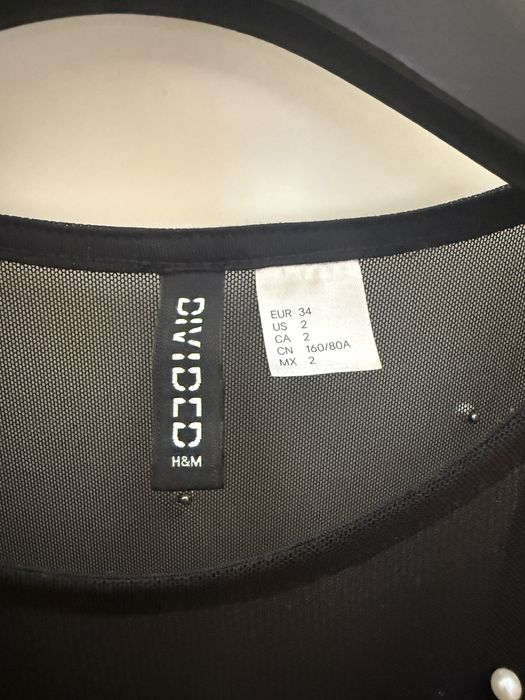 DIVIDED
H&M
EUR 34
US 2
CA 2
CN 160/80A
MX 2